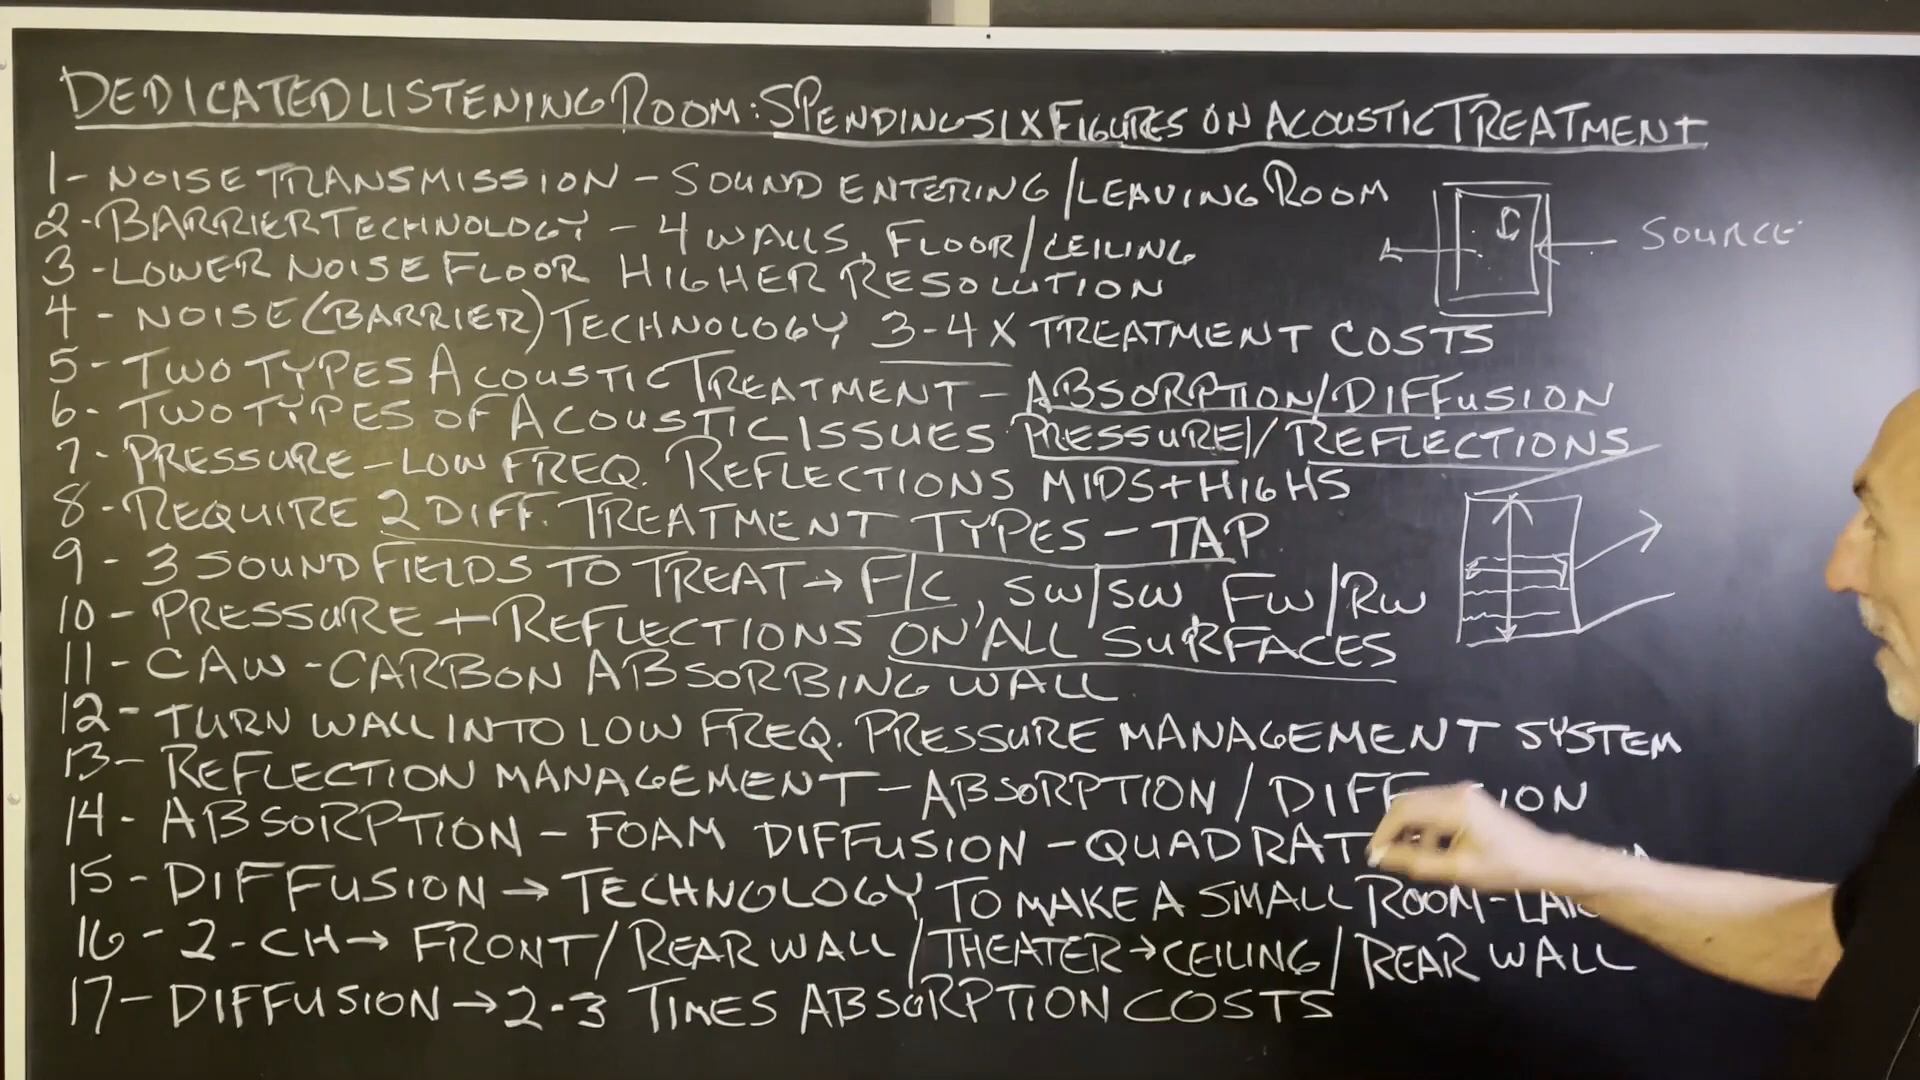 DEDICATED LISTENING ROOM: SPENDING SIX FIGURES ON ACOUSTIC TREATMENT
1- NOISE TRANSMISSION - SOUND ENTERING/LEAVING ROOM
2- BARRIER TECHNOLOGY - 4 WALLS, FLOOR/CEILING
SOURCE
3- LOWER NOISE FLOOR HIGHER RESOLUTION
4- NOISE (BARRIER) TECHNOLOGY 3-4X TREATMENT COSTS
5- TWO TYPES ACOUSTIC TREATMENT - ABSORPTION/DIFFUSION
6- TWO TYPES OF ACOUSTIC ISSUES PRESSURE/REFLECTIONS
7- PRESSURE - LOW FREQ. REFLECTIONS MIDS + HIGHS
8- REQUIRE 2 DIFF. TREATMENT TYPES - TAP
9- 3 SOUND FIELDS TO TREAT → F/C, SW/SW, FW/RW
10- PRESSURE + REFLECTIONS ON ALL SURFACES
11- CAW - CARBON ABSORBING WALL
12- TURN WALL INTO LOW FREQ. PRESSURE MANAGEMENT SYSTEM
13- REFLECTION MANAGEMENT - ABSORPTION/DIFFUSION
14- ABSORPTION - FOAM DIFFUSION -
15- DIFFUSION → TECHNOLOGY TO MAKE A SMALL ROOM -
16- 2-CH → FRONT/REAR WALL/THEATER → CEILING/REAR WALL
17- DIFFUSION → 2-3 TIMES ABSORPTION COSTS